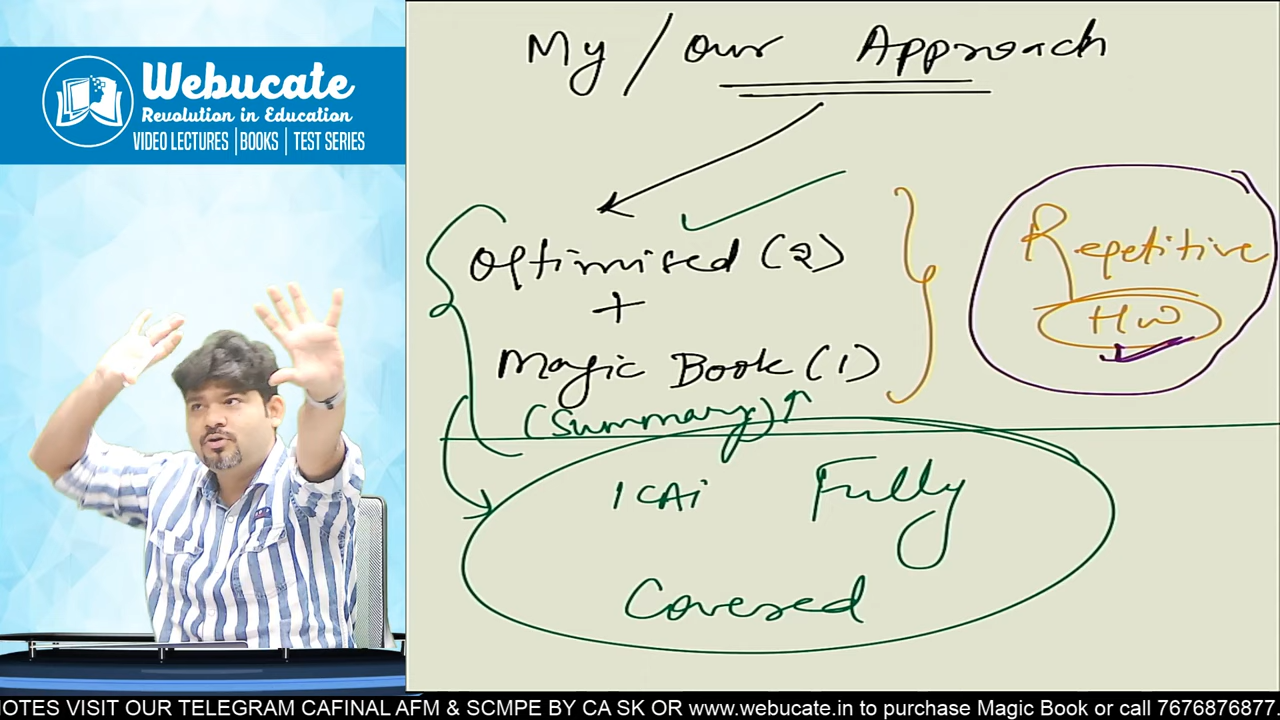 Webucate
Revolution in Education
VIDEO LECTURES | BOOKS | TEST SERIES
My / our Approach
Optimised (2)
+
Magic Book (1)
(Summary) ↑
Repetitive
HW
ICAi Fully
Covered
NOTES VISIT OUR TELEGRAM CAFINAL AFM & SCMPE BY CA SK OR www.webucate.in to purchase Magic Book or call 7676876877.